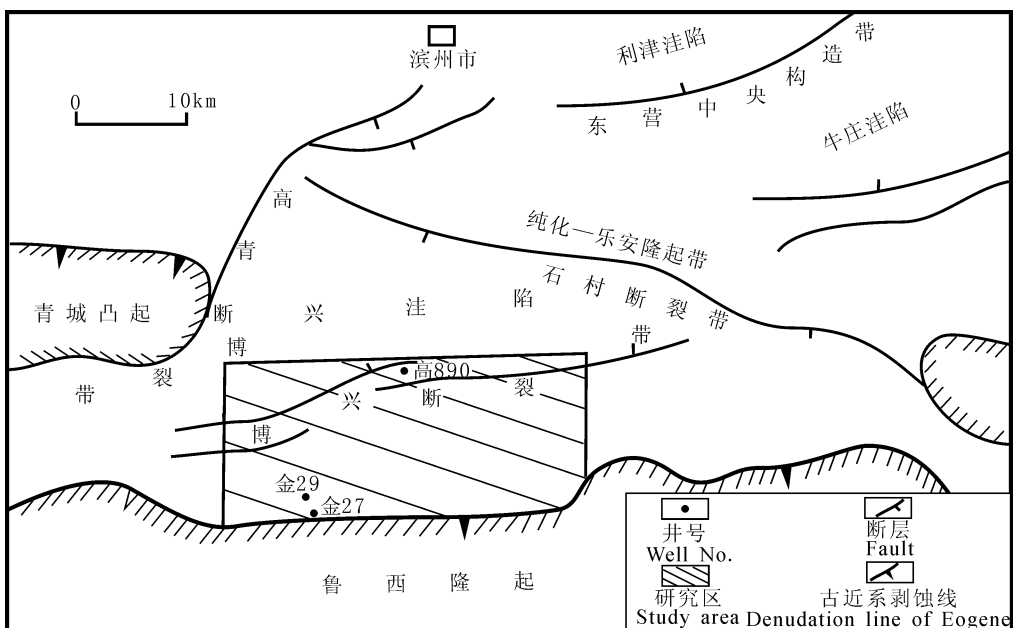 滨州市
利津洼陷
东营中央构造带
0 10km
牛庄洼陷
高青断裂带
纯化—乐安隆起带
石村断裂带
青城凸起
博兴洼陷
高890
博兴断裂带
金29
金27
鲁西隆起
井号
Well No.
断层
Fault
研究区
Study area
古近系剥蚀线
Denudation line of Eogene